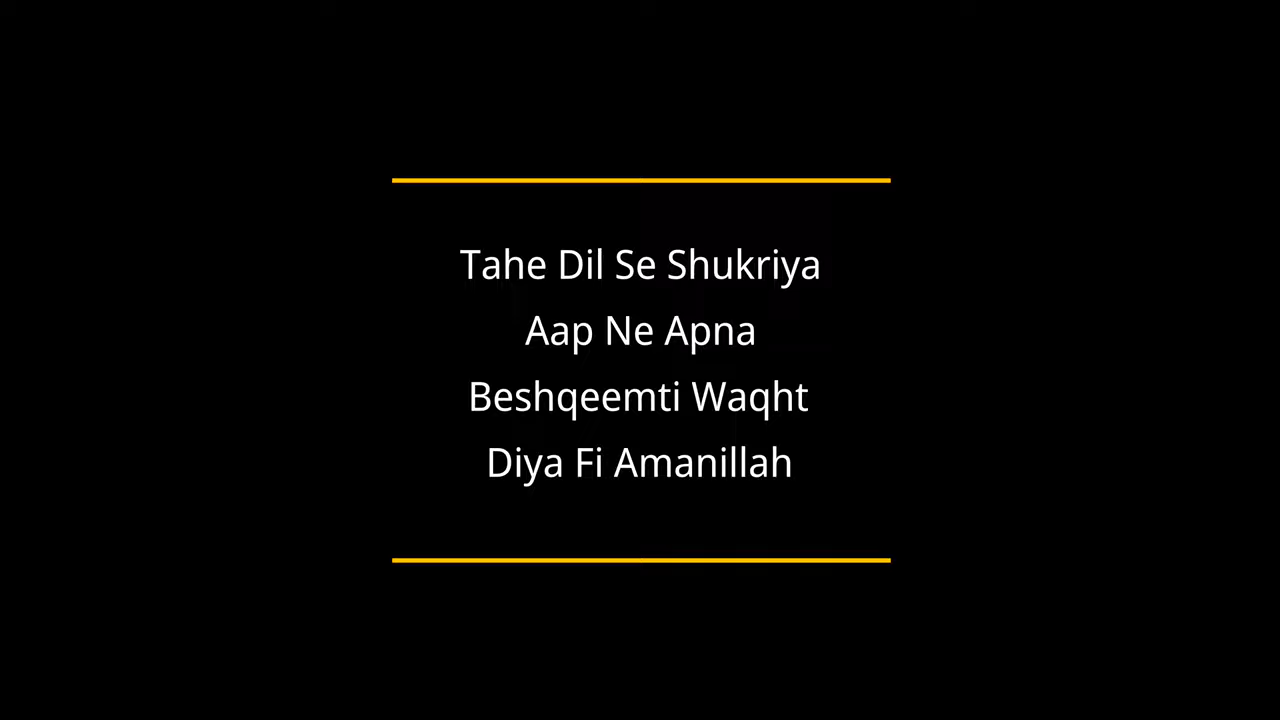 Tahe Dil Se Shukriya
Aap Ne Apna
Beshqeemti Waqht
Diya Fi Amanillah